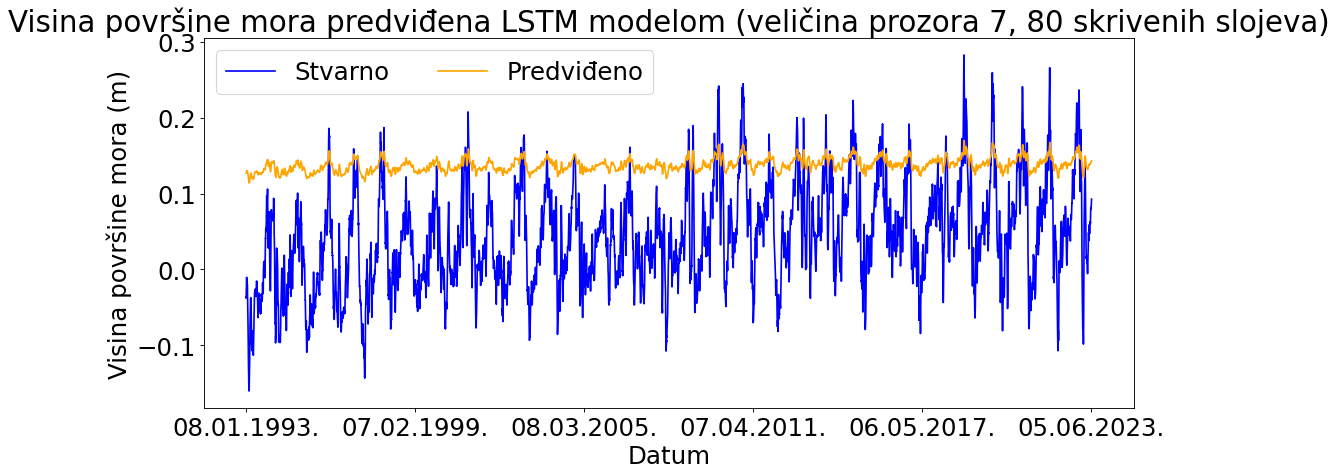 Visina površine mora predviđena LSTM modelom (veličina prozora 7, 80 skrivenih slojeva)
Stvarno Predviđeno
Visina površine mora (m)
0.3
0.2
0.1
0.0
−0.1
08.01.1993. 07.02.1999. 08.03.2005. 07.04.2011. 06.05.2017. 05.06.2023.
Datum